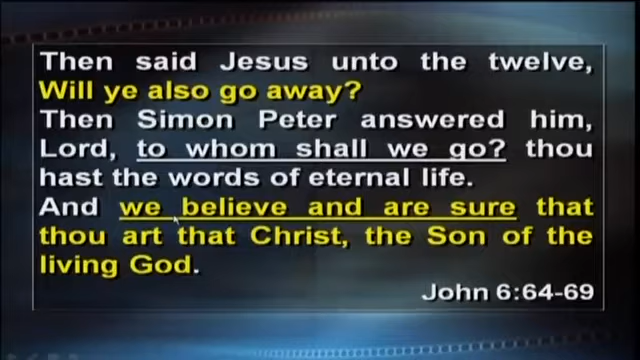 Then said Jesus unto the twelve,
Will ye also go away?
Then Simon Peter answered him,
Lord, to whom shall we go? thou
hast the words of eternal life.
And we believe and are sure that
thou art that Christ, the Son of the
living God.
John 6:64-69